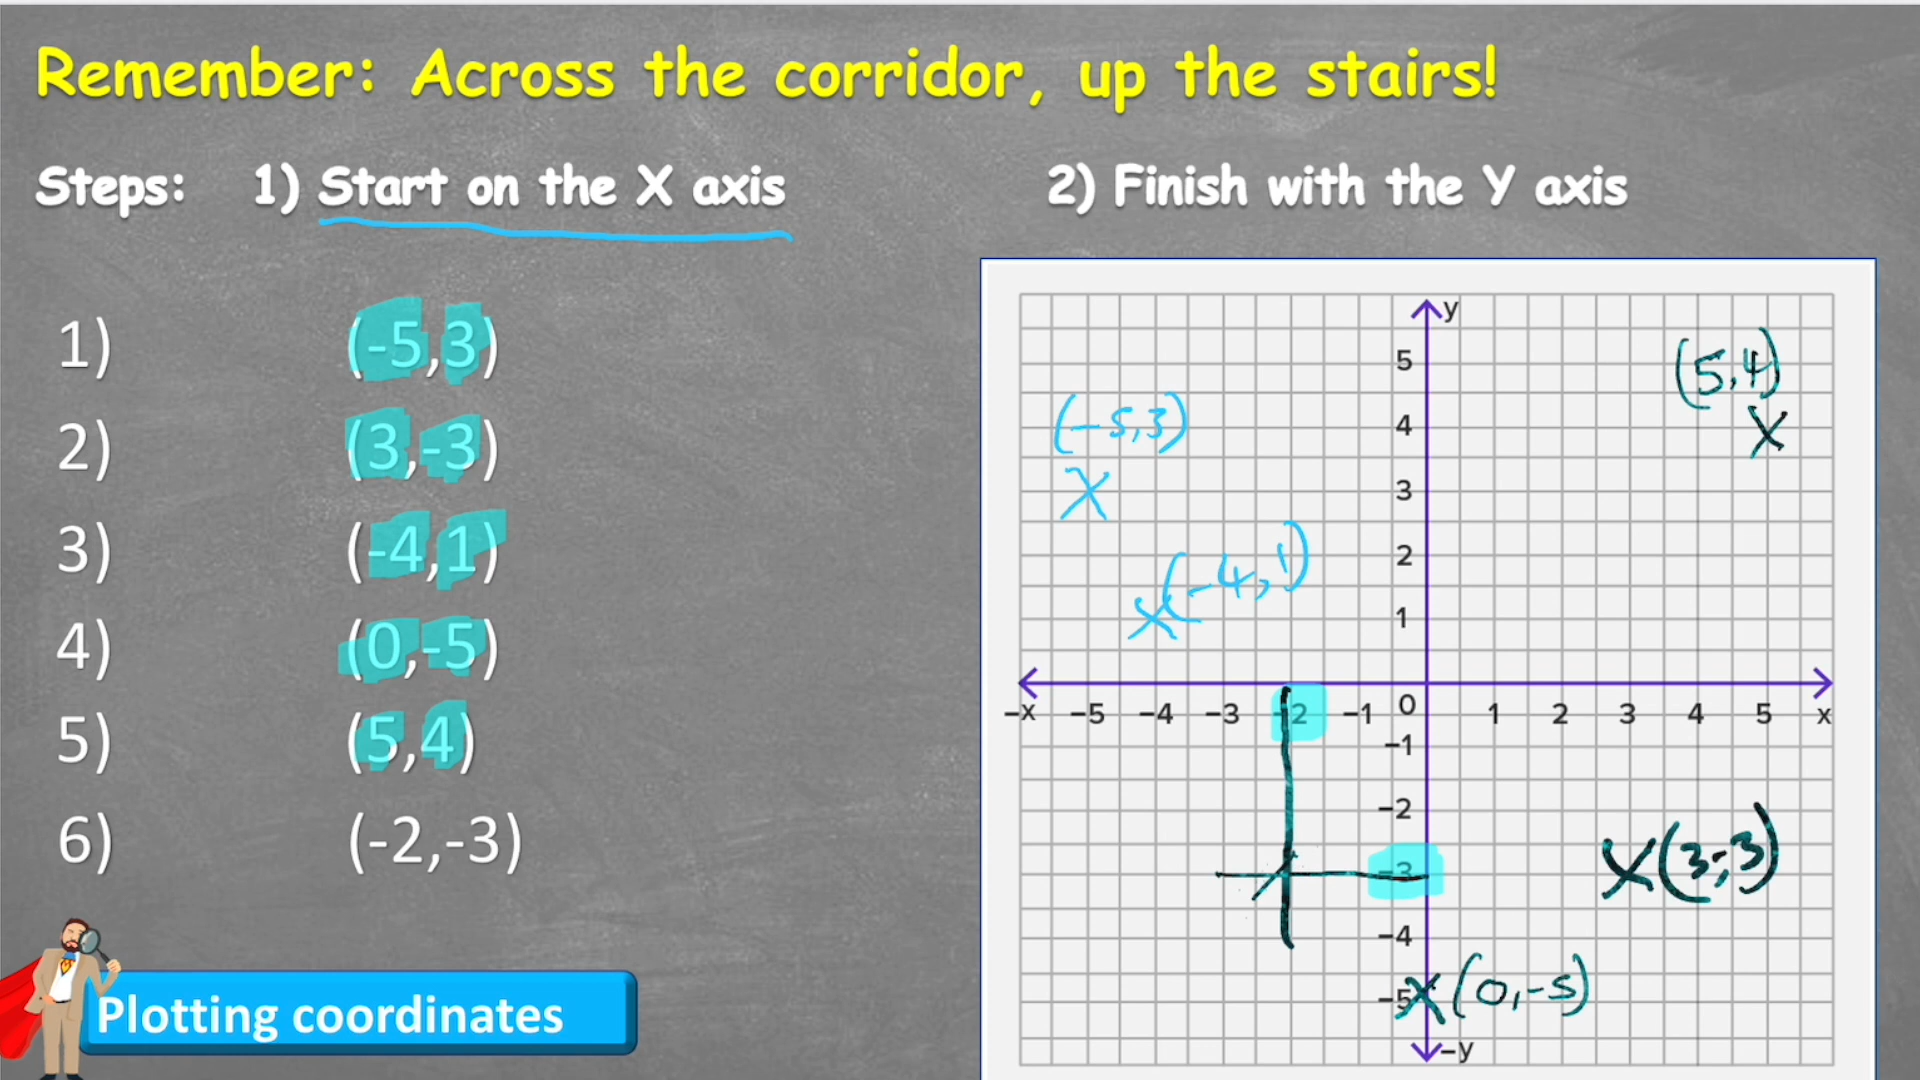 Remember: Across the corridor, up the stairs!
Steps: 1) Start on the X axis 2) Finish with the Y axis
1) (-5,3)
2) (3,-3)
3) (-4,1)
4) (0,-5)
5) (5,4)
6) (-2,-3)
Plotting coordinates
y
5
(5,4)
X
4
(-5,3)
X
3
2
X(-4,1)
1
-x -5 -4 -3 -2 -1 0 1 2 3 4 5 x
-1
-2
-3
X(3,-3)
-4
-5
X(0,-5)
-y